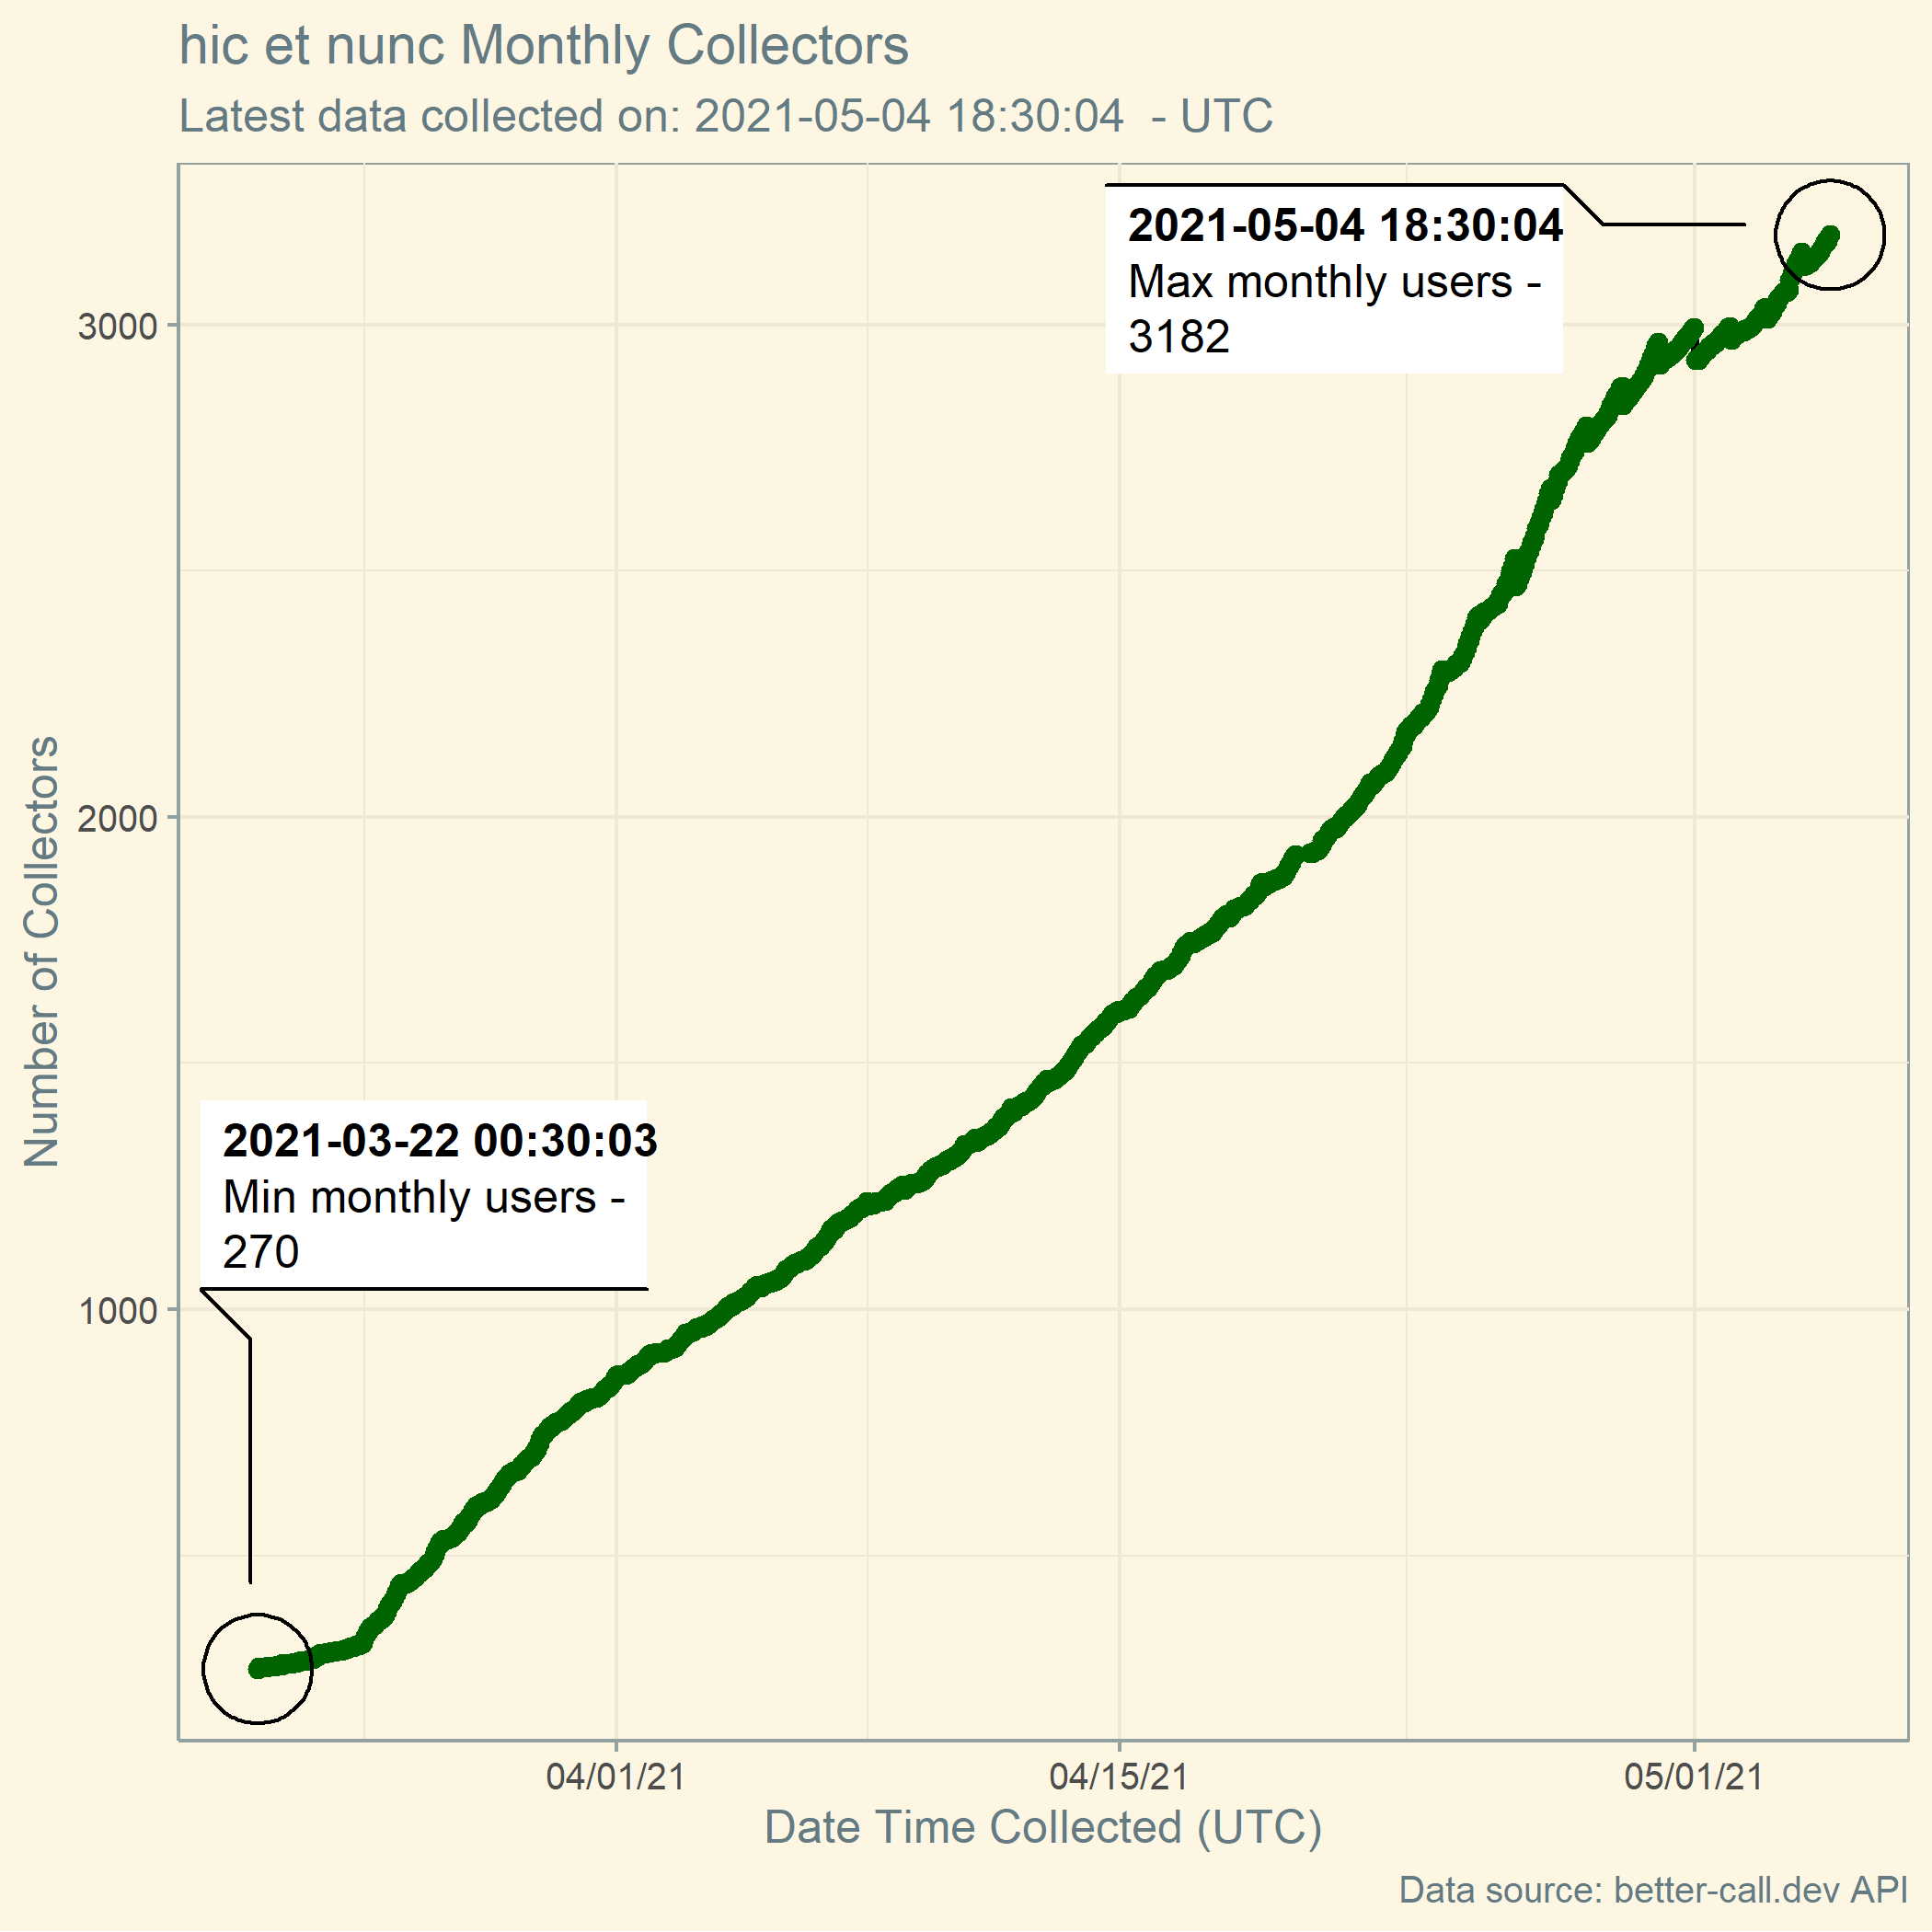 hic et nunc Monthly Collectors
Latest data collected on: 2021-05-04 18:30:04  - UTC
2021-05-04 18:30:04
Max monthly users -
3182
3000
2000
1000
Number of Collectors
2021-03-22 00:30:03
Min monthly users -
270
04/01/21
04/15/21
05/01/21
Date Time Collected (UTC)
Data source: better-call.dev API